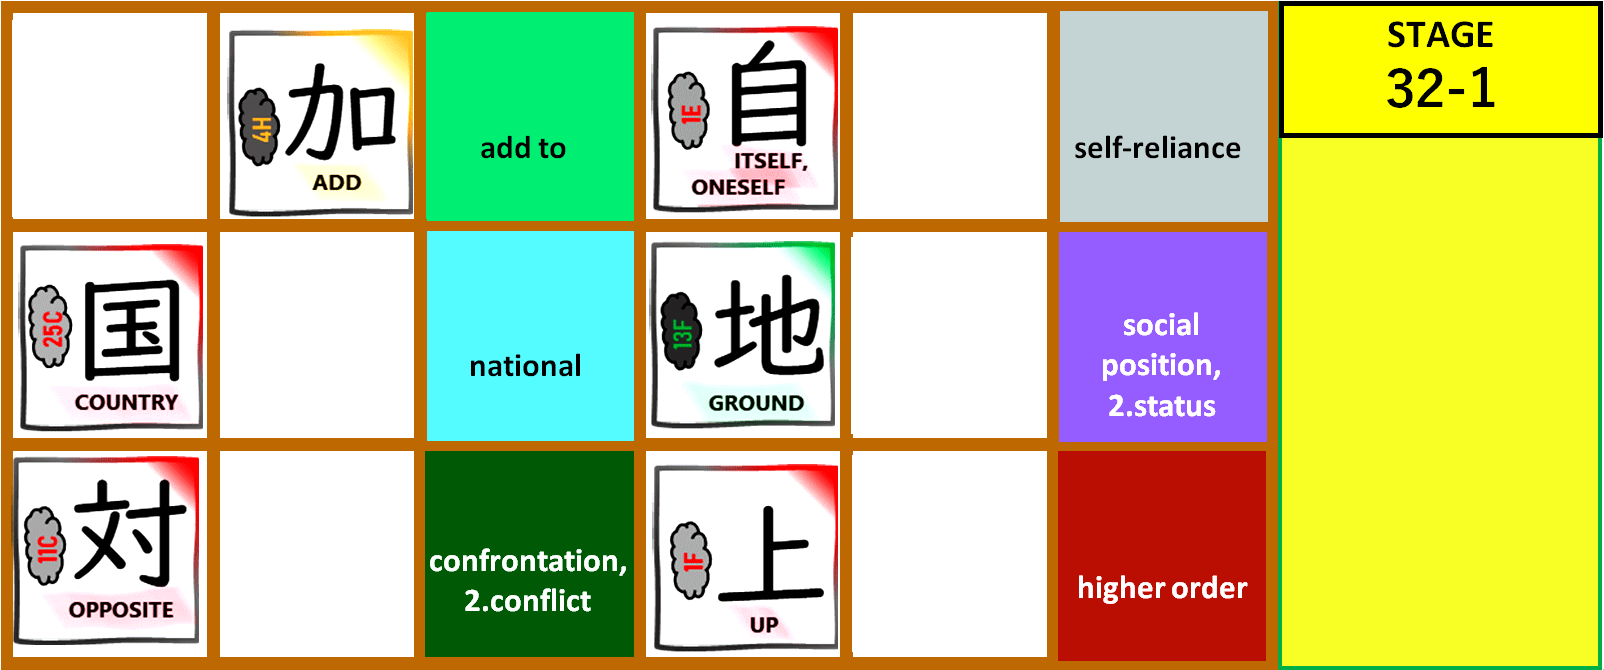 加
4H
ADD
add to
自
1E
ITSELF,
ONESELF
self-reliance
STAGE
32-1
国
25C
COUNTRY
national
地
13F
GROUND
social
position,
2.status
対
11C
OPPOSITE
confrontation,
2.conflict
上
1F
UP
higher order